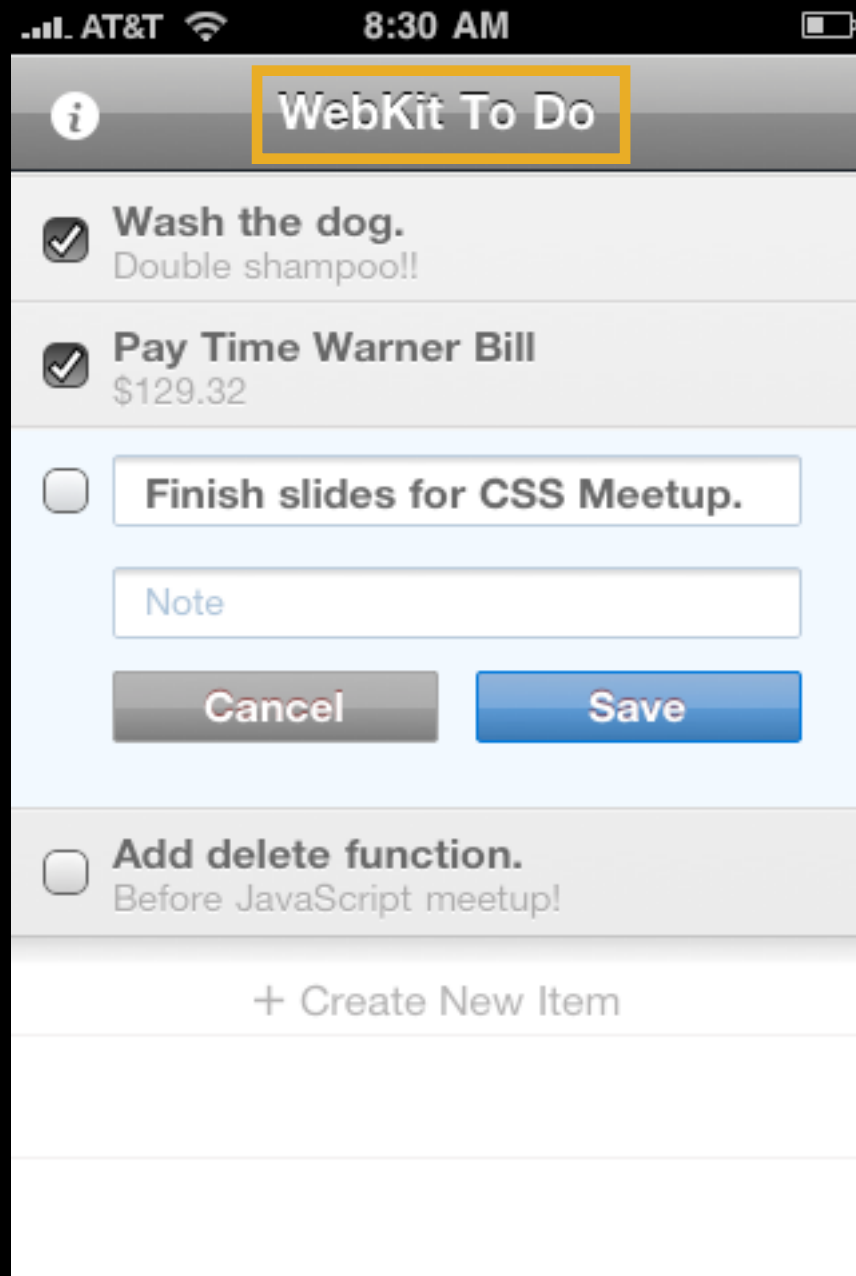 AT&T 8:30 AM
i WebKit To Do
Wash the dog.
Double shampoo!!
Pay Time Warner Bill
$129.32
Finish slides for CSS Meetup.
Note
Cancel Save
Add delete function.
Before JavaScript meetup!
+ Create New Item